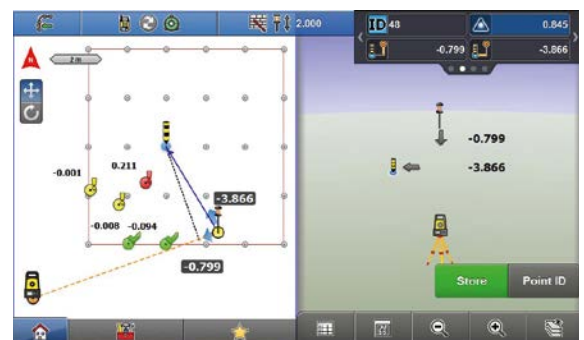 2.000
ID 48
0.845
-0.799
-3.866
N
2 m
-0.799
-3.866
-0.001
0.211
-3.866
-0.008
-0.094
-0.799
Store
Point ID